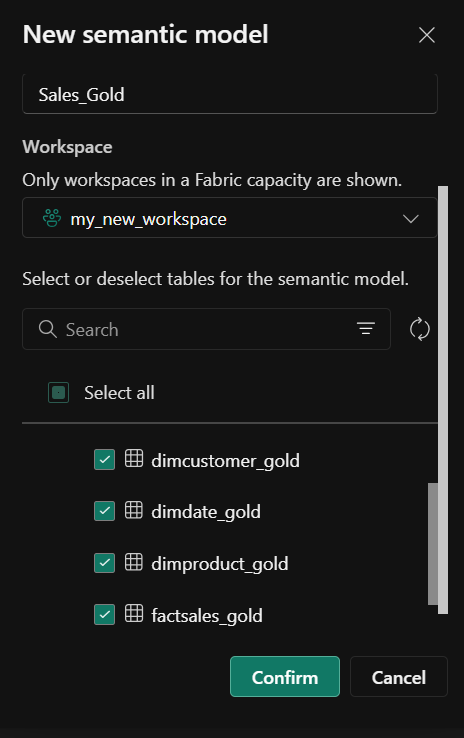 New semantic model
Sales_Gold
Workspace
Only workspaces in a Fabric capacity are shown.
my_new_workspace
Select or deselect tables for the semantic model.
Search
Select all
dimcustomer_gold
dimdate_gold
dimproduct_gold
factsales_gold
Confirm Cancel